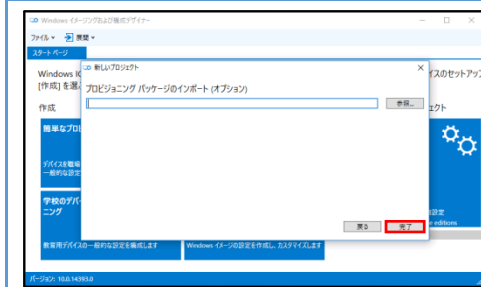 Windows イメージングおよび構成デザイナー
ファイル 展開
スタート ページ
新しいプロジェクト
プロビジョニング パッケージのインポート (オプション)
参照...
Windows IC
イスのセットアップ
[作成] を選
作成
ェクト
簡単なプロ
デバイスを職場
一般的な設定
学校のデバ
ニング
教育用デバイスの一般的な設定を構成します
Windows イメージの設定を作成し、カスタマイズします
設定
e editions
戻る
完了
バージョン: 10.0.14393.0